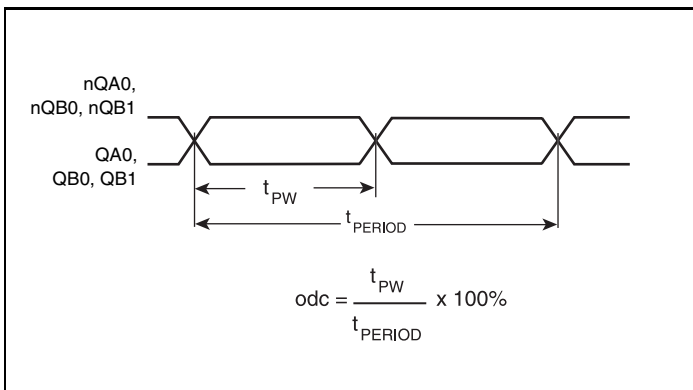 nQA0,
nQB0, nQB1
QA0,
QB0, QB1
tPW
tPERIOD
odc = tPW
x 100%
tPERIOD